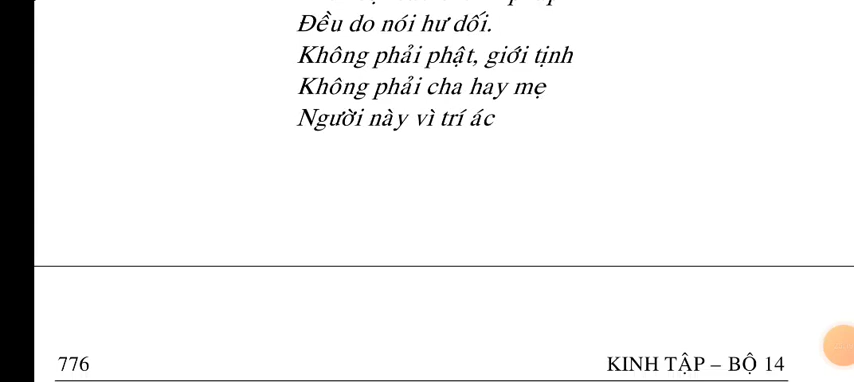 Đều do nói hư dối.
Không phải phật, giới tịnh
Không phải cha hay mẹ
Người này vì trí ác
776
KINH TẬP – BỘ 14